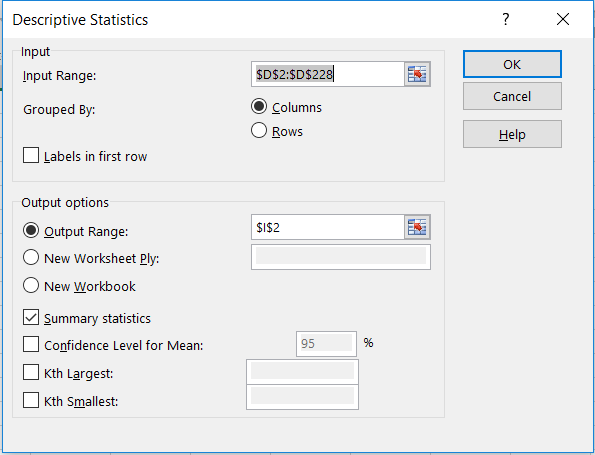 Descriptive Statistics ?
Input
Input Range: $D$2:$D$228
Grouped By: Columns
Rows
Labels in first row
OK
Cancel
Help
Output options
Output Range: $I$2
New Worksheet Ply:
New Workbook
Summary statistics
Confidence Level for Mean: 95 %
Kth Largest:
Kth Smallest: